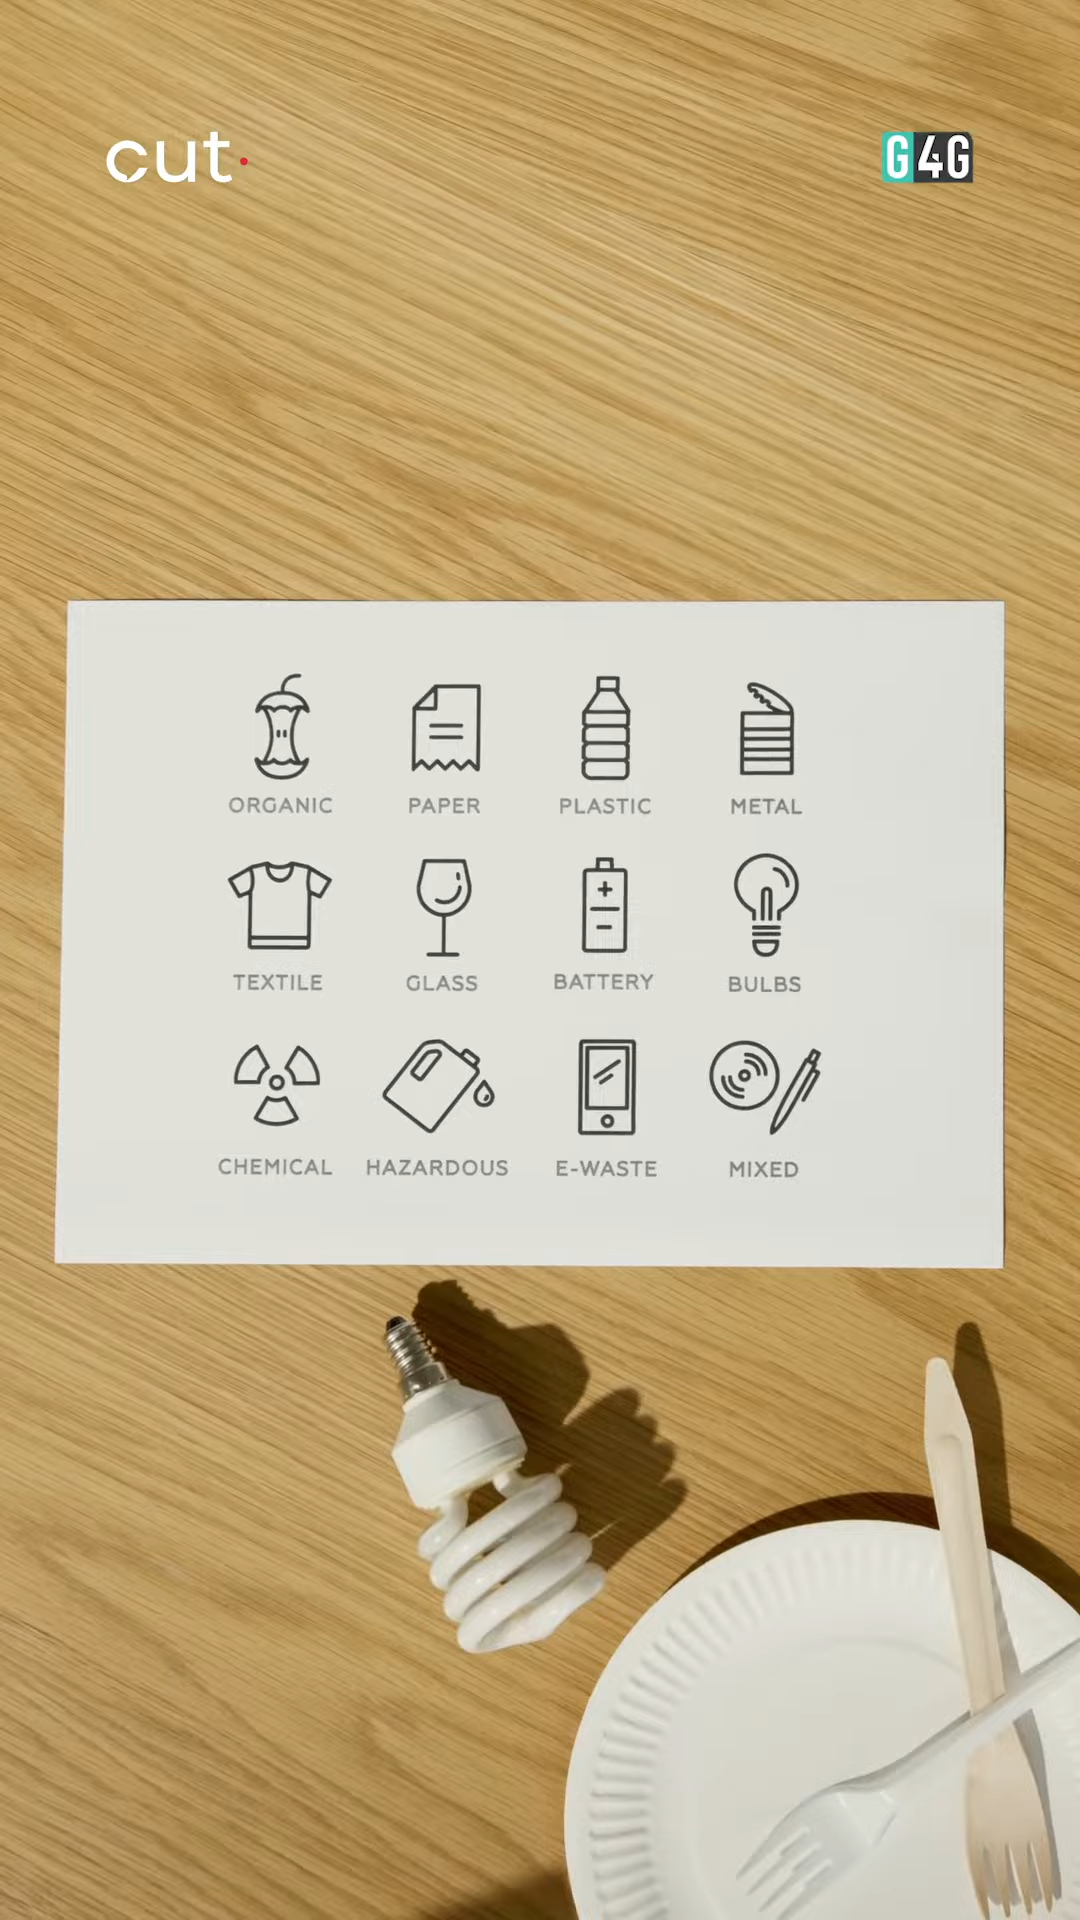 cut
G4G
ORGANIC PAPER PLASTIC METAL
TEXTILE GLASS BATTERY BULBS
CHEMICAL HAZARDOUS E-WASTE MIXED